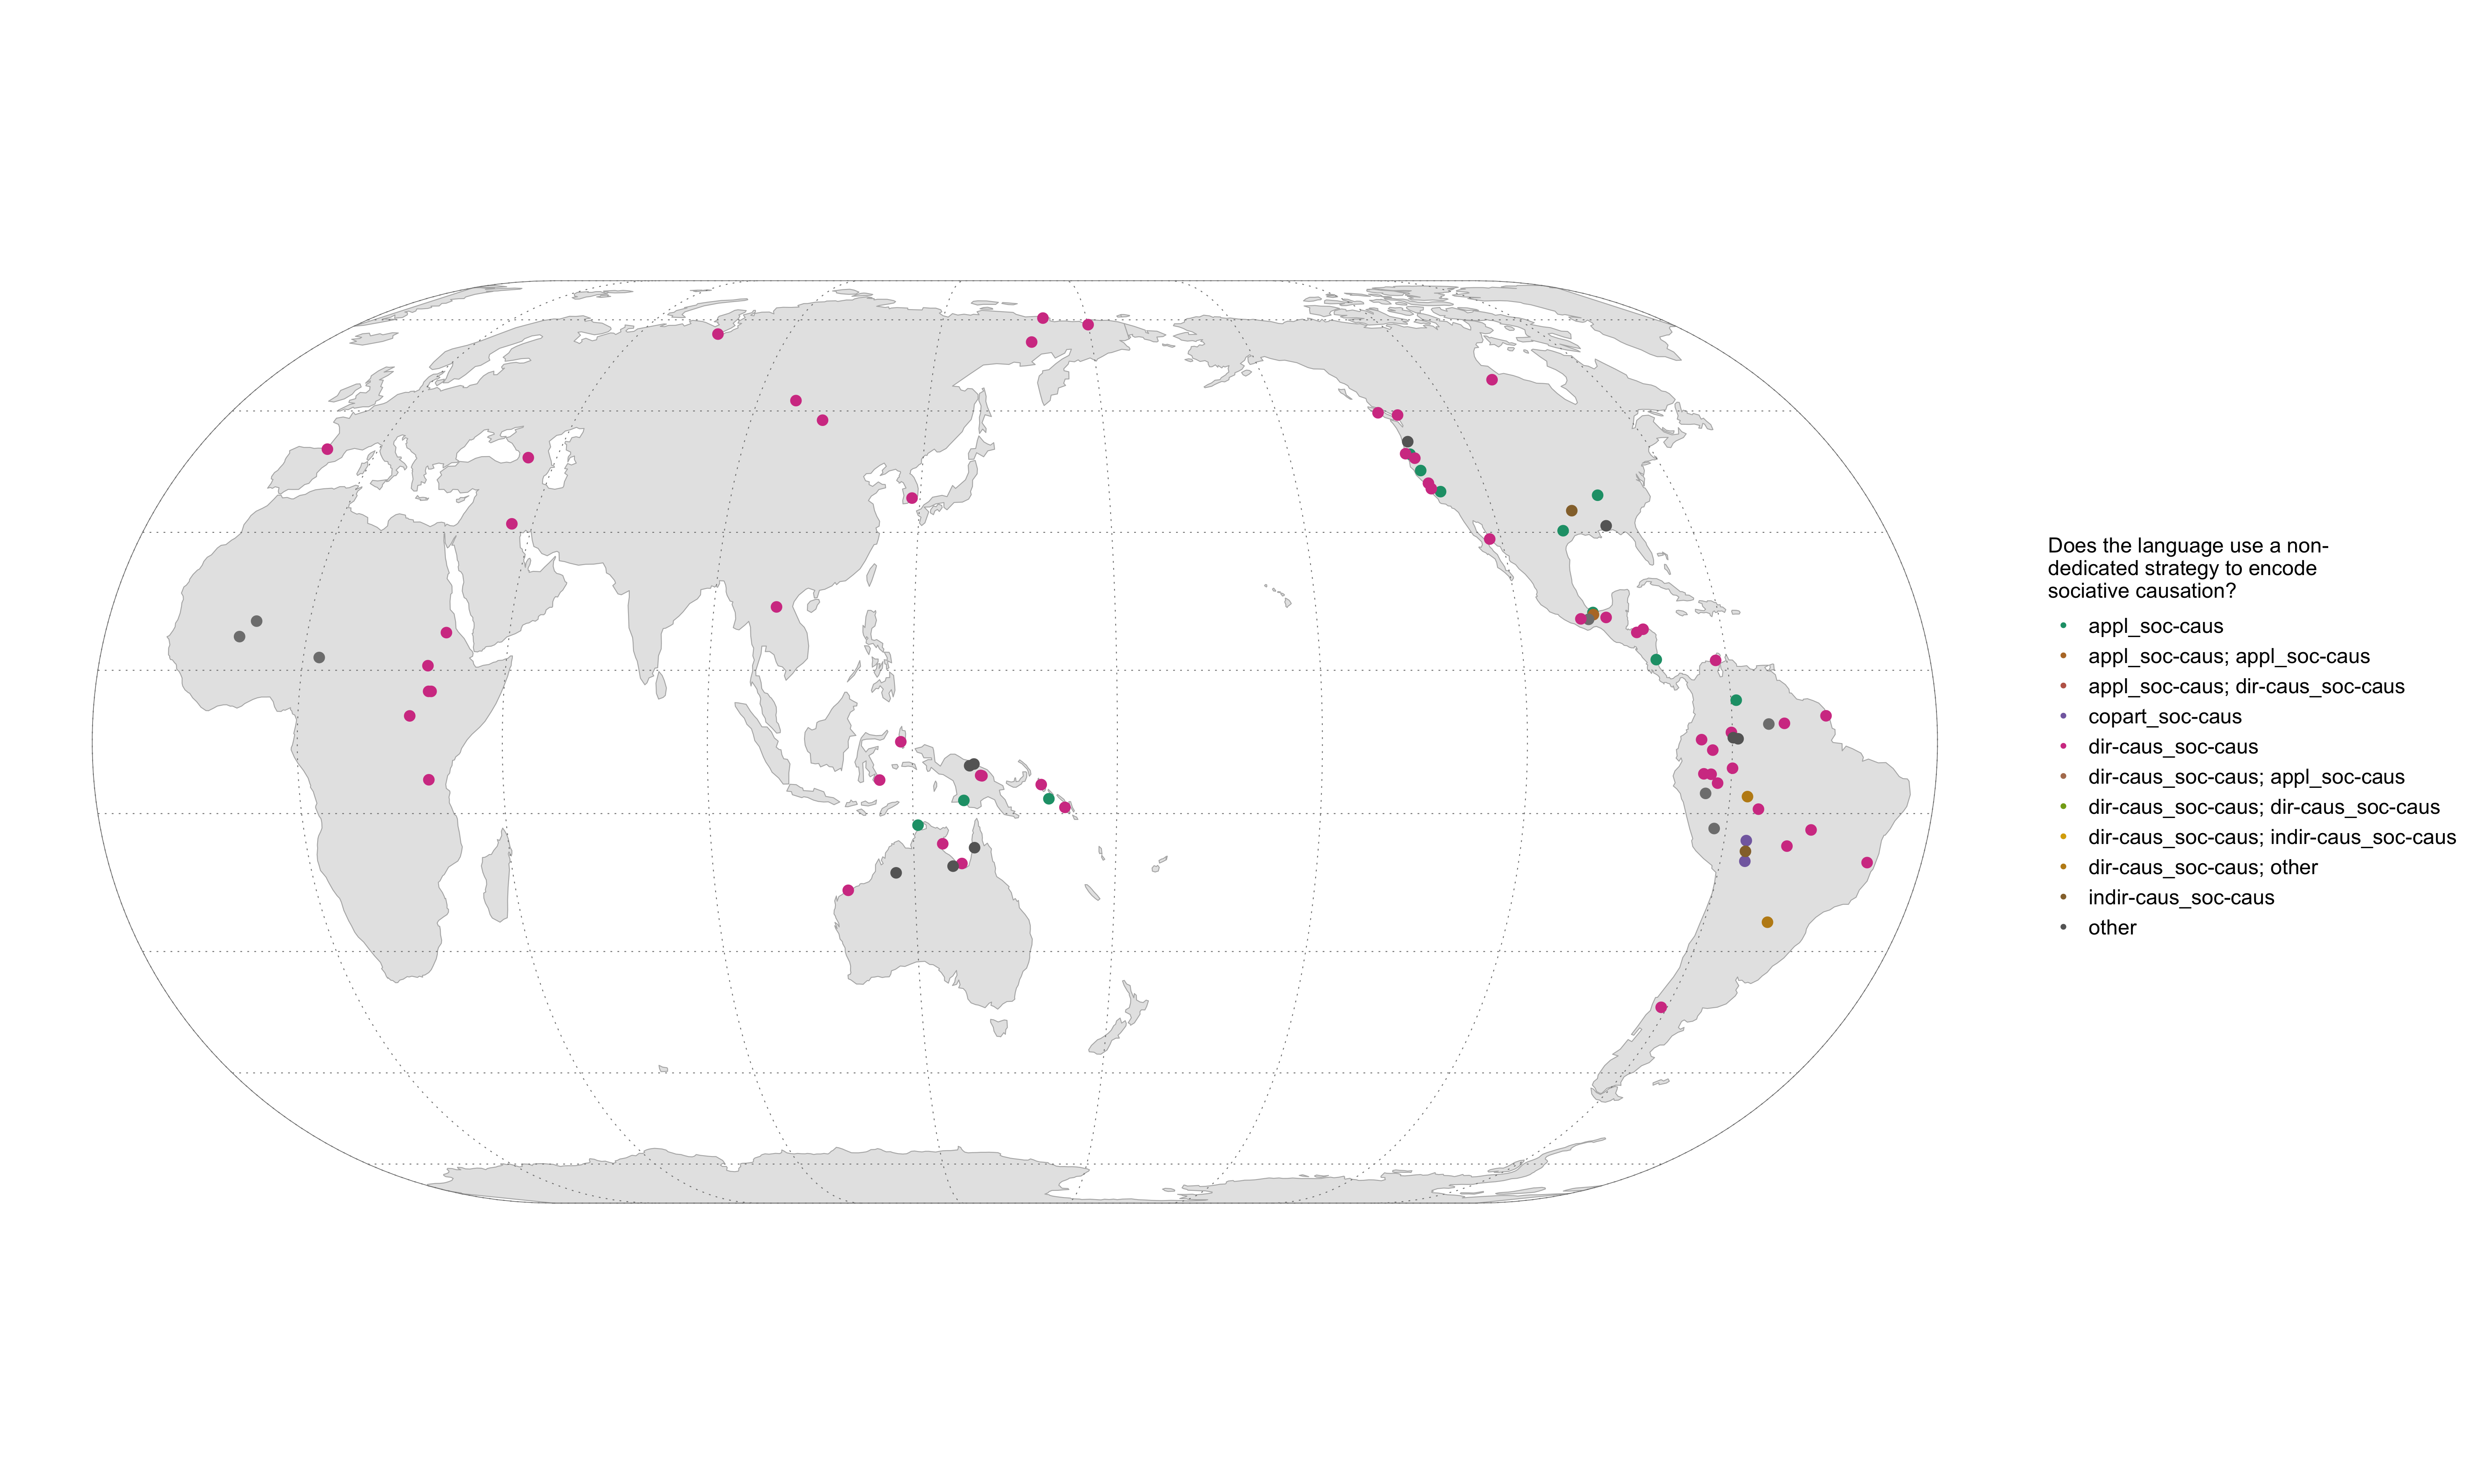 Does the language use a non-
dedicated strategy to encode
sociative causation?
appl_soc-caus
appl_soc-caus; appl_soc-caus
appl_soc-caus; dir-caus_soc-caus
copart_soc-caus
dir-caus_soc-caus
dir-caus_soc-caus; appl_soc-caus
dir-caus_soc-caus; dir-caus_soc-caus
dir-caus_soc-caus; indir-caus_soc-caus
dir-caus_soc-caus; other
indir-caus_soc-caus
other